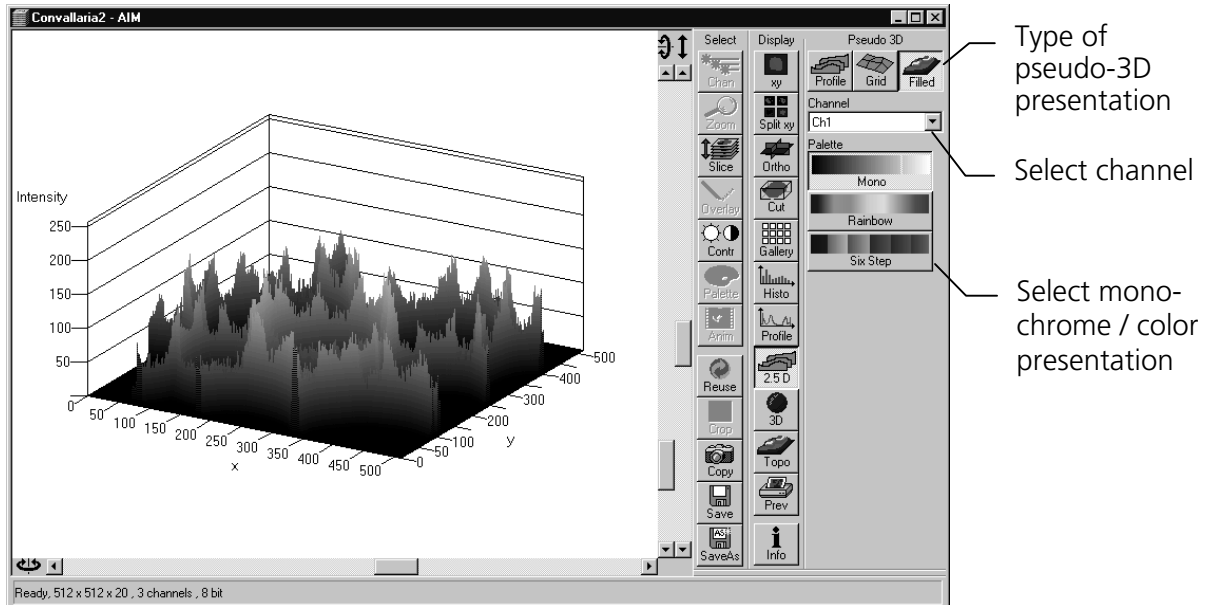 Convallaria2 - AIM
Intensity
250
200
150
100
50
0
50
100
150
200
250
300
350
400
450
500
x
0
50
100
200
300
400
500
y
Select
Chan
Zoom
Slice
Overlay
Contr
Palette
Anim
Reuse
Crop
Copy
Save
AS
SaveAs
Display
xy
Split xy
Ortho
Cut
Gallery
Histo
Profile
2.5 D
3D
Topo
Prev
Info
Pseudo 3D
Profile
Grid
Filled
Channel
Ch1
Palette
Mono
Rainbow
Six Step
Ready, 512 x 512 x 20 , 3 channels , 8 bit
Type of
pseudo-3D
presentation
Select channel
Select mono-
chrome / color
presentation